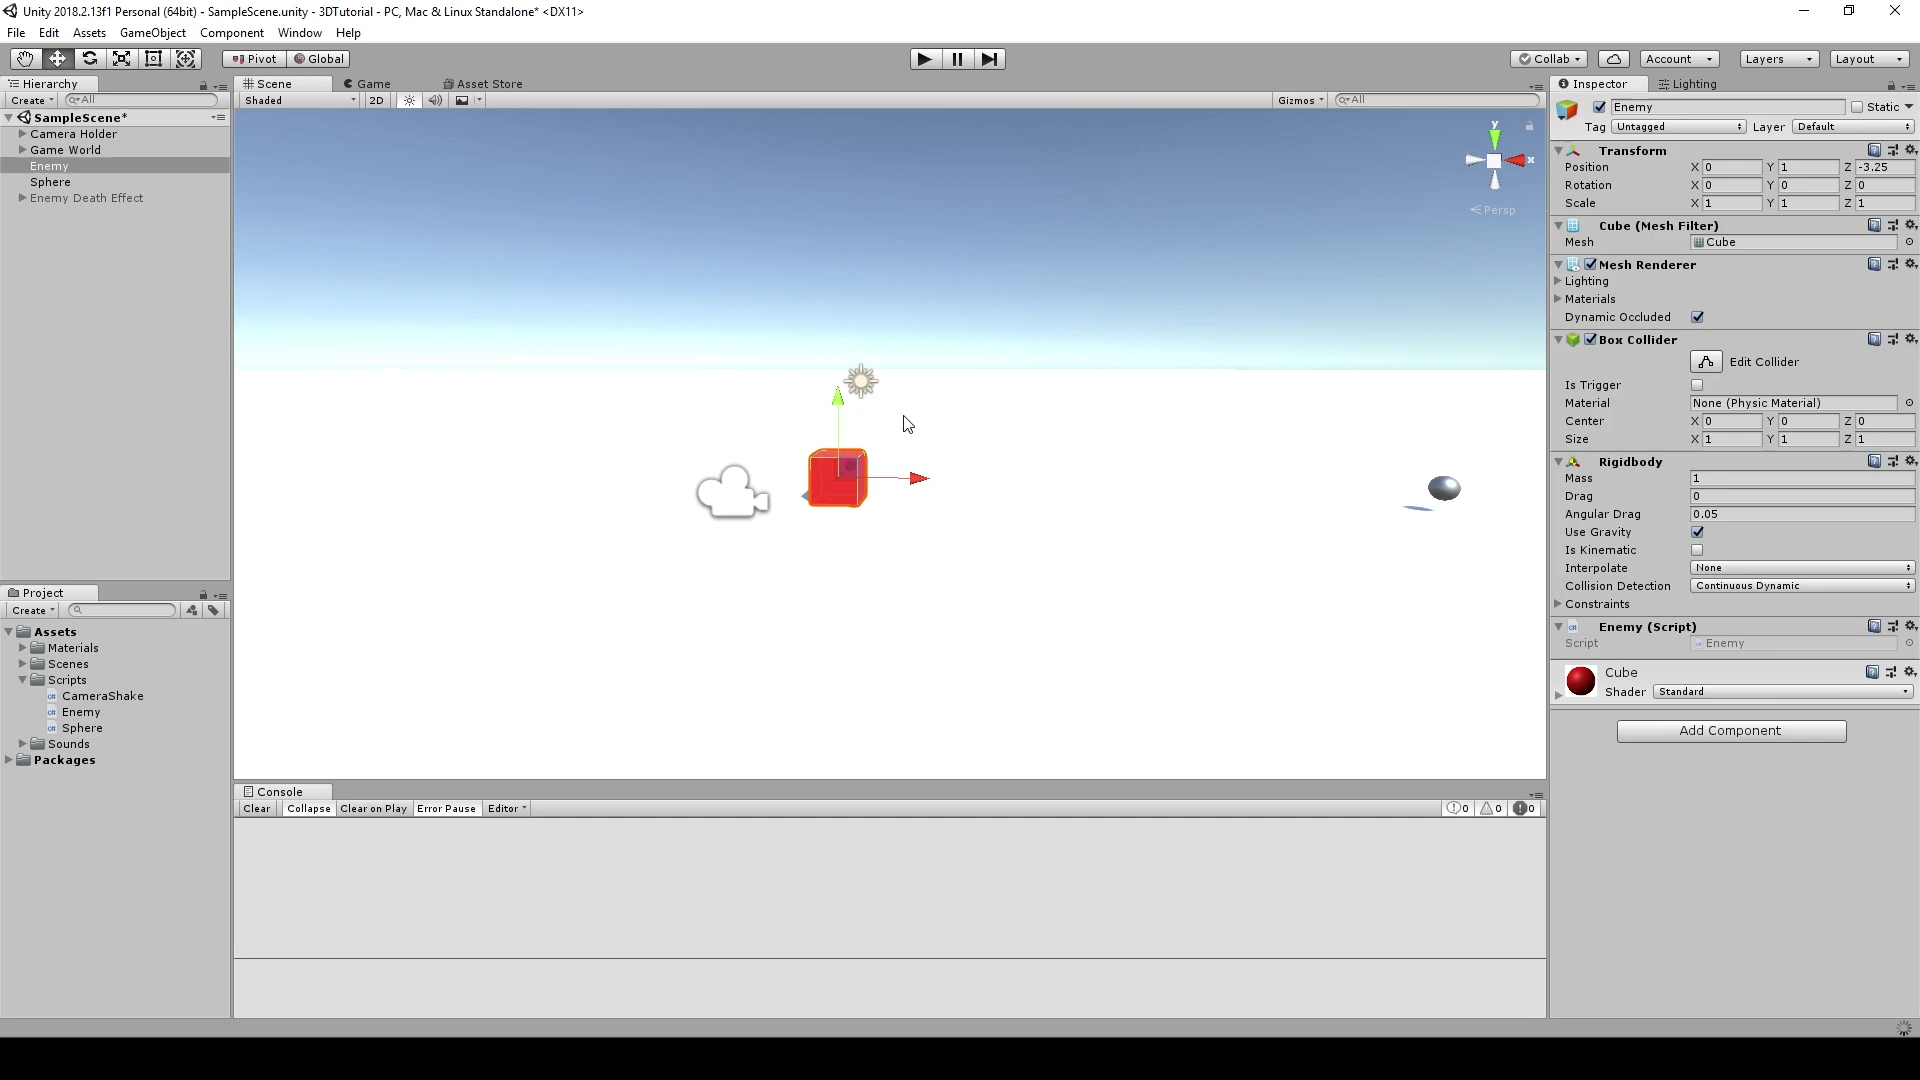 Unity 2018.2.13f1 Personal (64bit) - SampleScene.unity - 3DTutorial - PC, Mac & Linux Standalone* <DX11>
File Edit Assets GameObject Component Window Help
Pivot Global Collab Account Layers Layout
Hierarchy
Create All
SampleScene*
Camera Holder
Game World
Enemy
Sphere
Enemy Death Effect
Project
Create
Assets
Materials
Scenes
Scripts
CameraShake
Enemy
Sphere
Sounds
Packages
Scene Game Asset Store
Shaded 2D Gizmos All
y
x
Persp
Console
Clear Collapse Clear on Play Error Pause Editor 0 0 0
Inspector Lighting
Enemy Static
Tag Untagged Layer Default
Transform
Position X 0 Y 1 Z -3.25
Rotation X 0 Y 0 Z 0
Scale X 1 Y 1 Z 1
Cube (Mesh Filter)
Mesh Cube
Mesh Renderer
Lighting
Materials
Dynamic Occluded
Box Collider
Edit Collider
Is Trigger
Material None (Physic Material)
Center X 0 Y 0 Z 0
Size X 1 Y 1 Z 1
Rigidbody
Mass 1
Drag 0
Angular Drag 0.05
Use Gravity
Is Kinematic
Interpolate None
Collision Detection Continuous Dynamic
Constraints
Enemy (Script)
Script Enemy
Cube
Shader Standard
Add Component